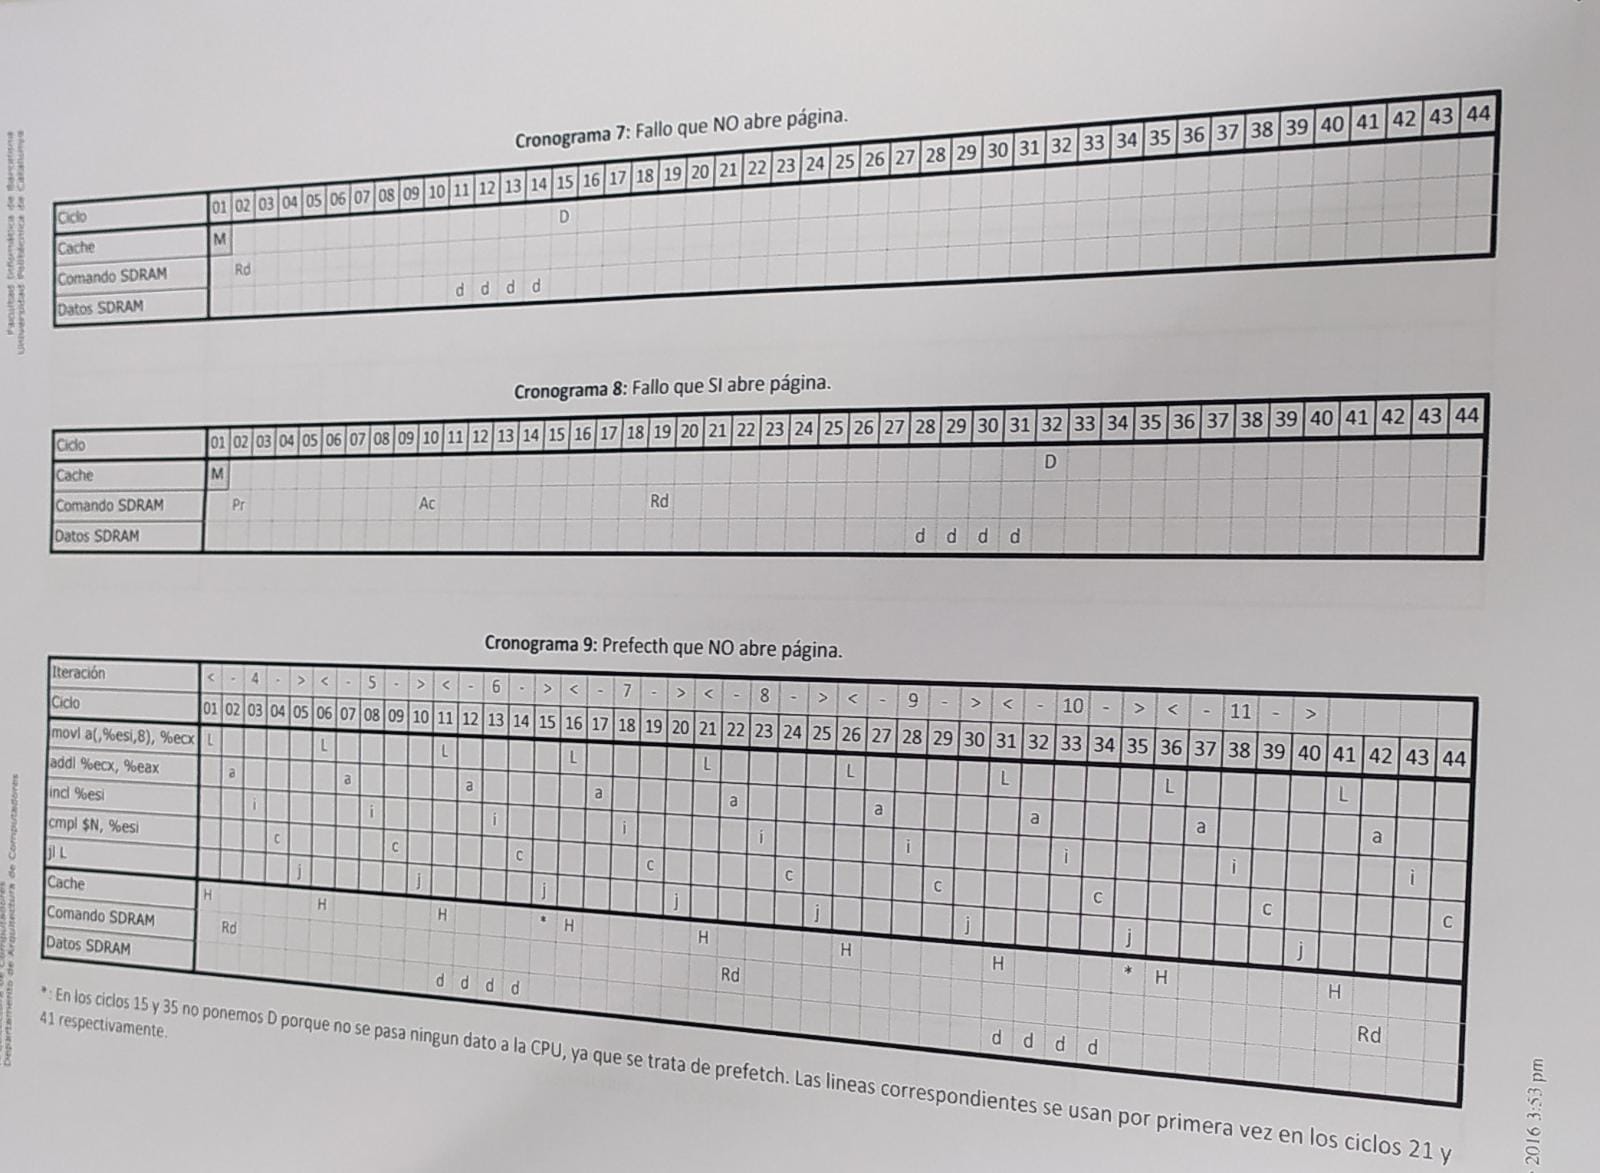 Facultad Informática de Barcelona
Universidad Politécnica de Catalunya
Cronograma 7: Fallo que NO abre página.
Ciclo 01 02 03 04 05 06 07 08 09 10 11 12 13 14 15 16 17 18 19 20 21 22 23 24 25 26 27 28 29 30 31 32 33 34 35 36 37 38 39 40 41 42 43 44
Cache M D
Comando SDRAM Rd
Datos SDRAM d d d d
Cronograma 8: Fallo que SI abre página.
Ciclo 01 02 03 04 05 06 07 08 09 10 11 12 13 14 15 16 17 18 19 20 21 22 23 24 25 26 27 28 29 30 31 32 33 34 35 36 37 38 39 40 41 42 43 44
Cache M D
Comando SDRAM Pr Ac Rd
Datos SDRAM d d d d
Cronograma 9: Prefecth que NO abre página.
Iteración < - 4 - > < - 5 - > < - 6 - > < - 7 - > < - 8 - > < - 9 - > < - 10 - > < - 11 - >
Ciclo 01 02 03 04 05 06 07 08 09 10 11 12 13 14 15 16 17 18 19 20 21 22 23 24 25 26 27 28 29 30 31 32 33 34 35 36 37 38 39 40 41 42 43 44
movl a(,%esi,8), %ecx L L L L L L L L L
addl %ecx, %eax a a a a a a a a a
incl %esi i i i i i i i i i
cmpl $N, %esi c c c c c c c c c
jl L j j j j j j j j
Cache H H H * H H H H * H H
Comando SDRAM Rd Rd Rd
Datos SDRAM d d d d d d d d
*: En los ciclos 15 y 35 no ponemos D porque no se pasa ningun dato a la CPU, ya que se trata de prefetch. Las lineas correspondientes se usan por primera vez en los ciclos 21 y
41 respectivamente.
de Computadores
Departamento de Arquitectura de Computadores
2016 3:53 pm